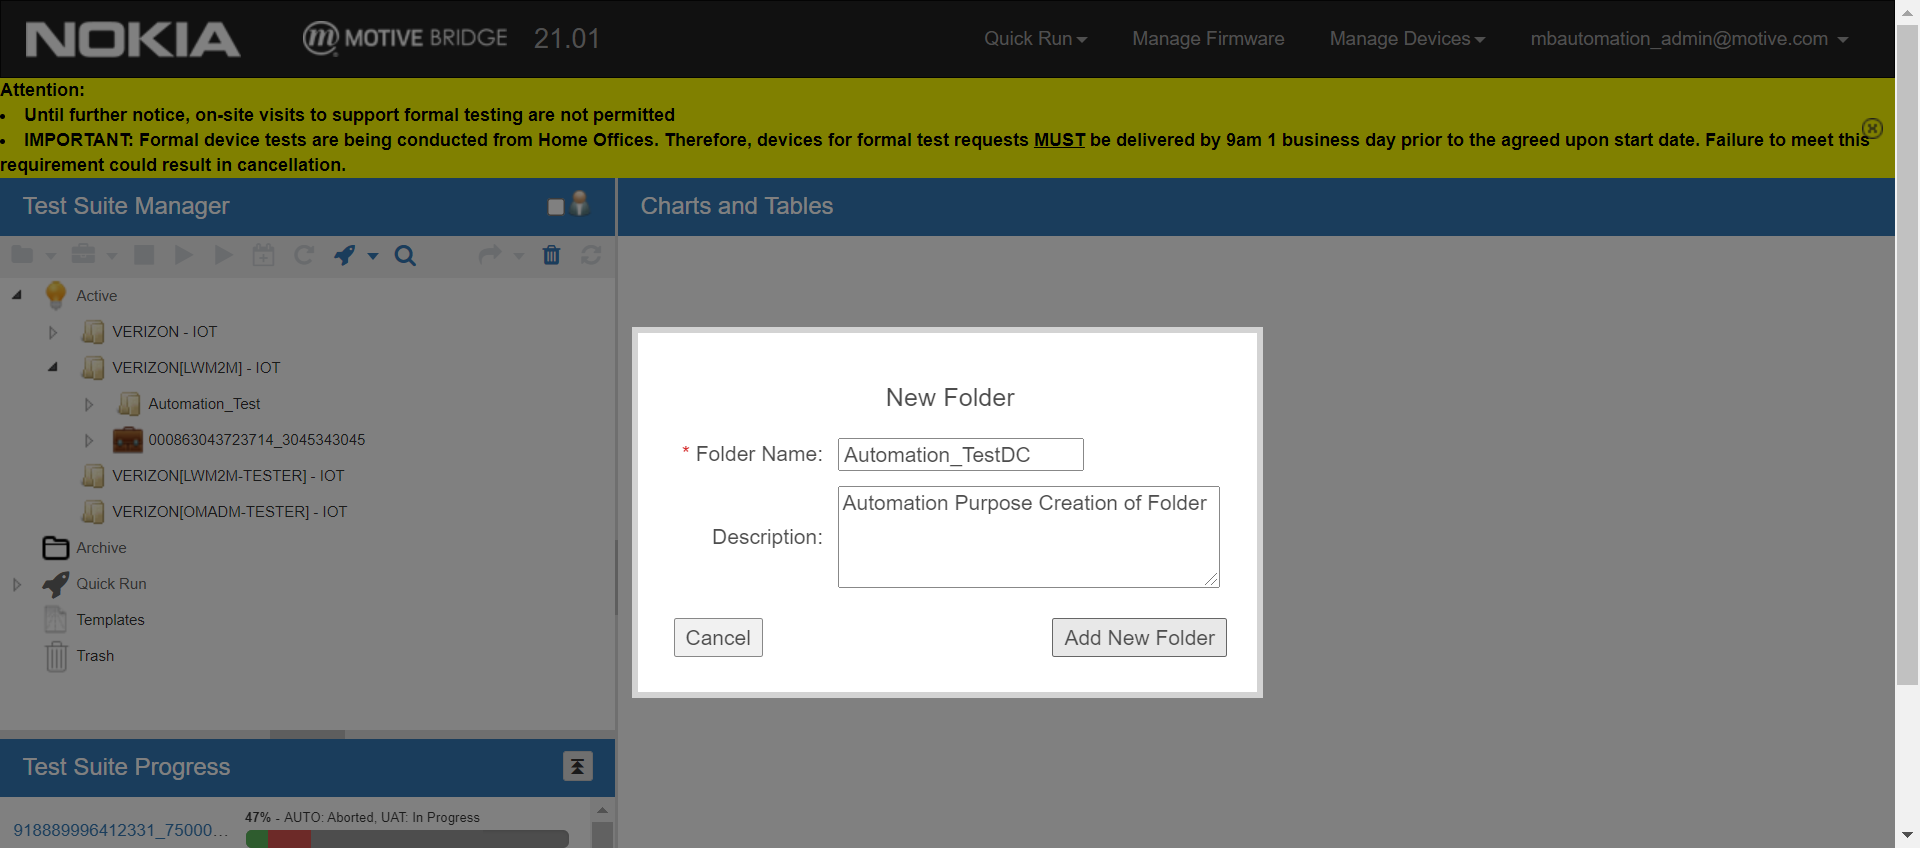 NOKIA
m MOTIVE BRIDGE 21.01
Quick Run
Manage Firmware
Manage Devices
mbautomation_admin@motive.com
Attention:
• Until further notice, on-site visits to support formal testing are not permitted
• IMPORTANT: Formal device tests are being conducted from Home Offices. Therefore, devices for formal test requests MUST be delivered by 9am 1 business day prior to the agreed upon start date. Failure to meet this
requirement could result in cancellation.
Test Suite Manager
Charts and Tables
Active
VERIZON - IOT
VERIZON[LWM2M] - IOT
Automation_Test
000863043723714_3045343045
VERIZON[LWM2M-TESTER] - IOT
VERIZON[OMADM-TESTER] - IOT
Archive
Quick Run
Templates
Trash
New Folder
* Folder Name: Automation_TestDC
Description: Automation Purpose Creation of Folder
Cancel
Add New Folder
Test Suite Progress
918889996412331_75000...
47% - AUTO: Aborted, UAT: In Progress